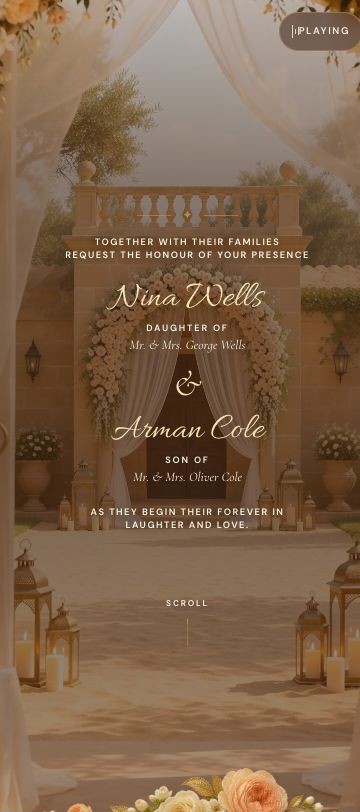 PLAYING
TOGETHER WITH THEIR FAMILIES
REQUEST THE HONOUR OF YOUR PRESENCE
Nina Wells
DAUGHTER OF
Mr. & Mrs. George Wells
&
Arman Cole
SON OF
Mr. & Mrs. Oliver Cole
AS THEY BEGIN THEIR FOREVER IN
LAUGHTER AND LOVE.
SCROLL